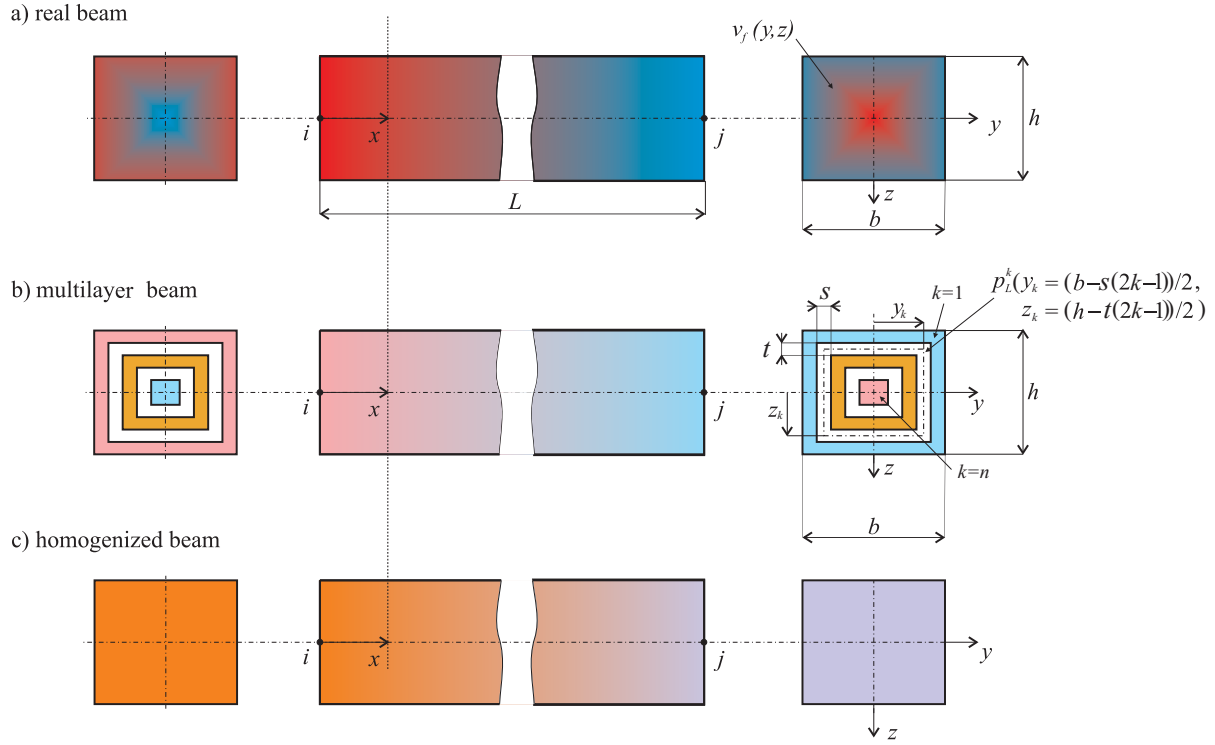 a) real beam
v_f (y,z)
i
x
j
y
h
z
L
b
b) multilayer beam
s
y_k
k=1
p_L^k(y_k = (b-s(2k-1))/2,
z_k = (h-t(2k-1))/2)
t
i
x
j
z_k
y
h
z
k=n
b
c) homogenized beam
i
x
j
y
z